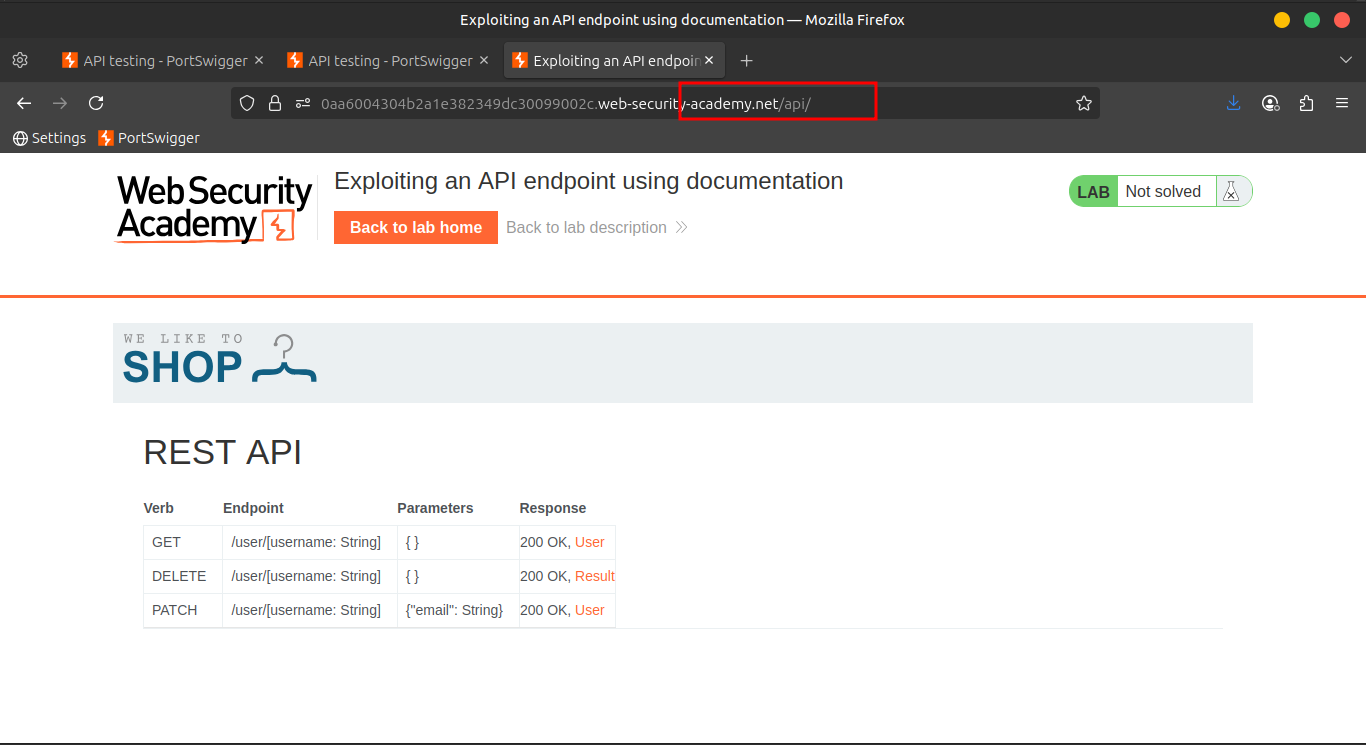 Exploiting an API endpoint using documentation — Mozilla Firefox
API testing - PortSwigger
API testing - PortSwigger
Exploiting an API endpoin
0aa6004304b2a1e382349dc30099002c.web-security-academy.net/api/
Settings
PortSwigger
Web Security
Academy
Exploiting an API endpoint using documentation
Back to lab home
Back to lab description
LAB
Not solved
WE LIKE TO
SHOP
REST API
Verb Endpoint Parameters Response
GET /user/[username: String] { } 200 OK, User
DELETE /user/[username: String] { } 200 OK, Result
PATCH /user/[username: String] {"email": String} 200 OK, User